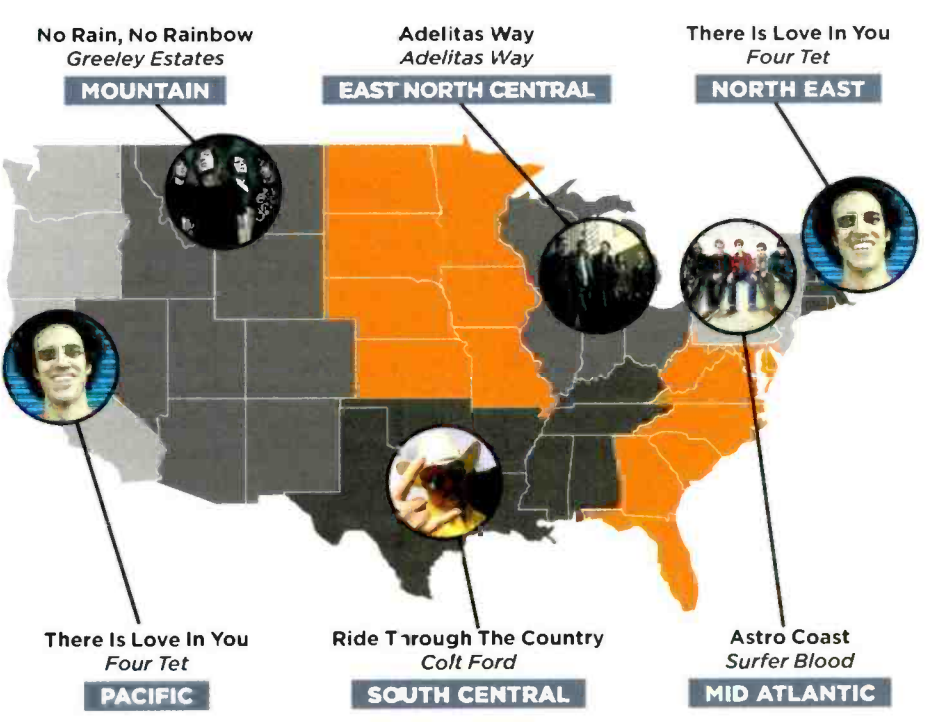 No Rain, No Rainbow
Greeley Estates
MOUNTAIN
Adelitas Way
Adelitas Way
EAST NORTH CENTRAL
There Is Love In You
Four Tet
NORTH EAST
There Is Love In You
Four Tet
PACIFIC
Ride Through The Country
Colt Ford
SOUTH CENTRAL
Astro Coast
Surfer Blood
MID ATLANTIC